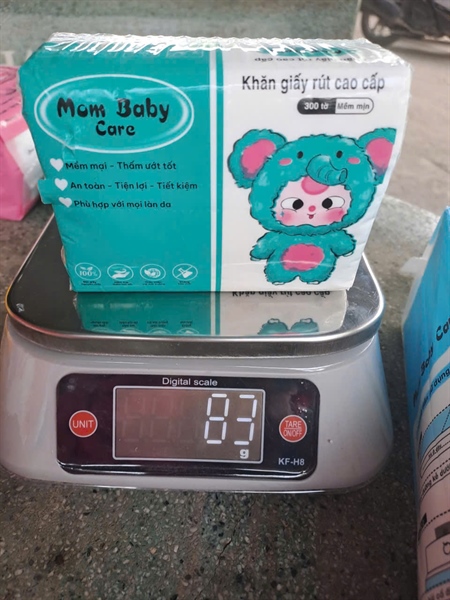 Khăn giấy rút cao cấp
300 tờ Mềm mịn
Mom Baby
Care
Mềm mại - Thấm ướt tốt
An toàn - Tiện lợi - Tiết kiệm
Phù hợp với mọi làn da
100%
Digital scale
UNIT
83
g
TARE
ON/OFF
KF-H8